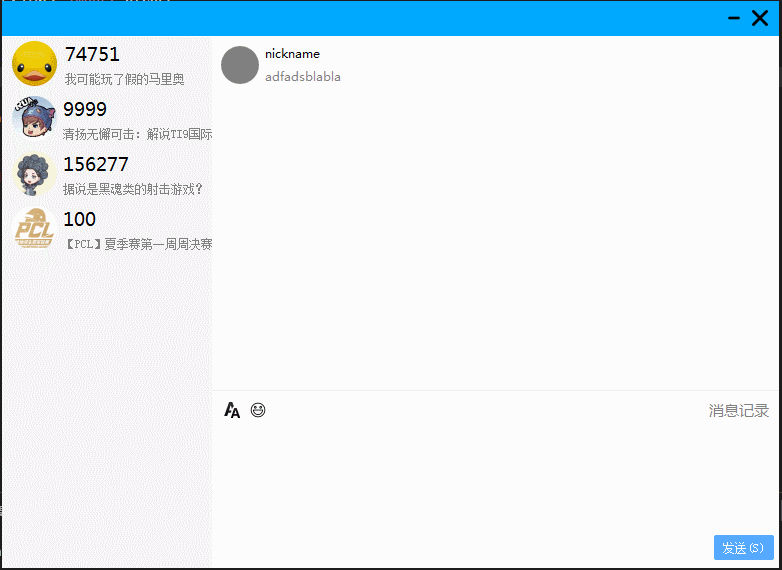 74751
我可能玩了假的马里奥
9999
清扬无懈可击：解说TI9国际
156277
据说是黑魂类的射击游戏？
100
【PCL】夏季赛第一周周决赛
PCL
nickname
adfadsblabla
AA
消息记录
发送(S)